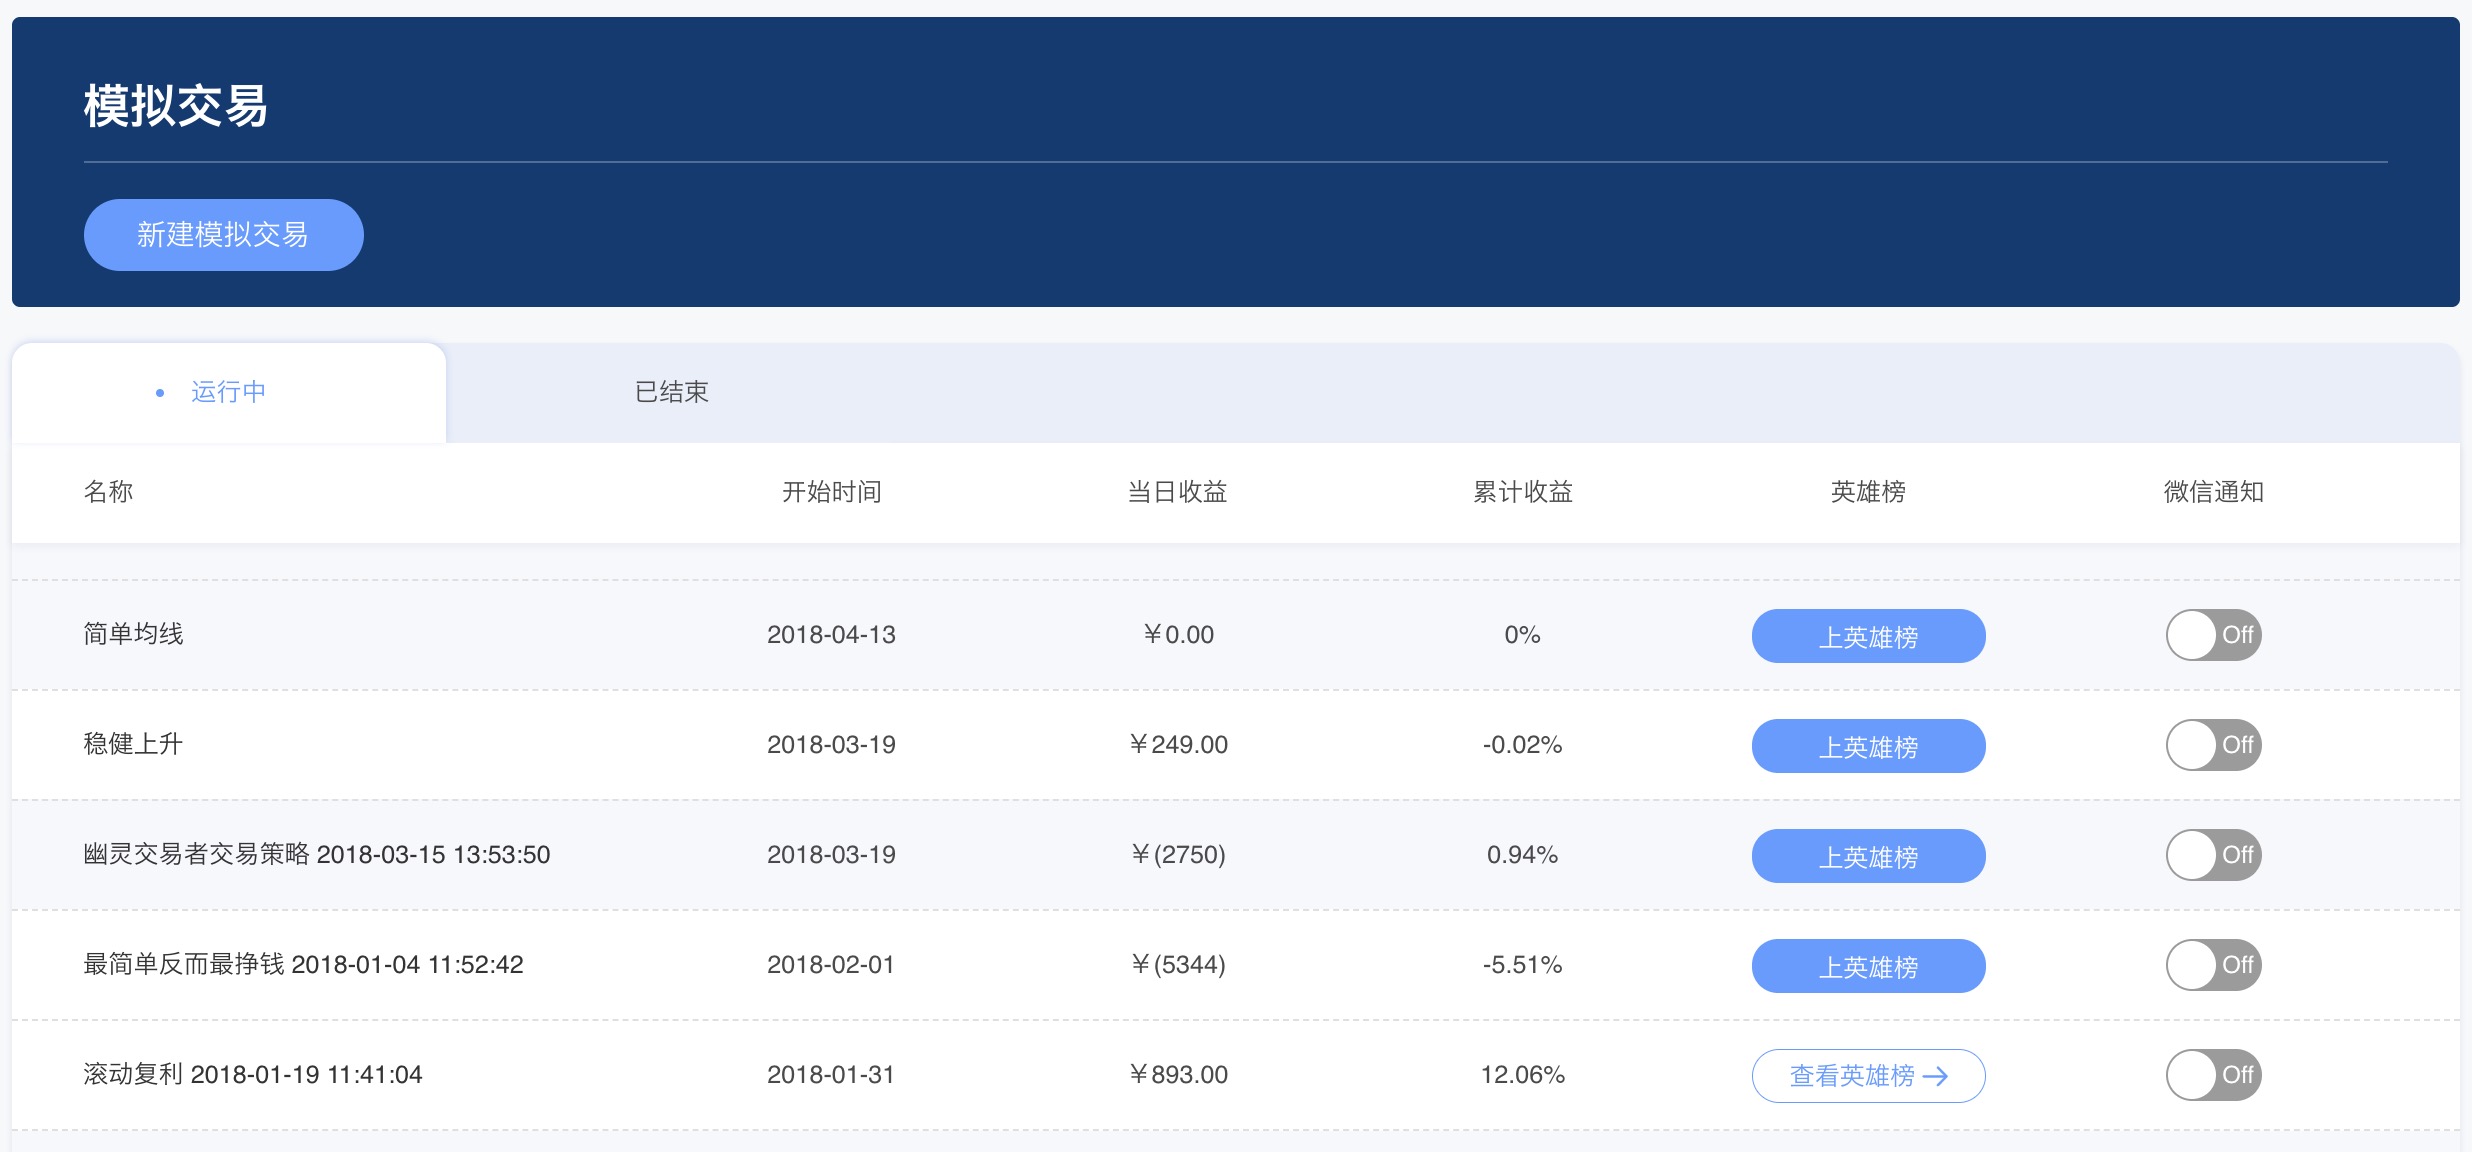 模拟交易
新建模拟交易
运行中 已结束
名称 开始时间 当日收益 累计收益 英雄榜 微信通知
简单均线 2018-04-13 ￥0.00 0% 上英雄榜 Off
稳健上升 2018-03-19 ￥249.00 -0.02% 上英雄榜 Off
幽灵交易者交易策略 2018-03-15 13:53:50 2018-03-19 ￥(2750) 0.94% 上英雄榜 Off
最简单反而最挣钱 2018-01-04 11:52:42 2018-02-01 ￥(5344) -5.51% 上英雄榜 Off
滚动复利 2018-01-19 11:41:04 2018-01-31 ￥893.00 12.06% 查看英雄榜→ Off